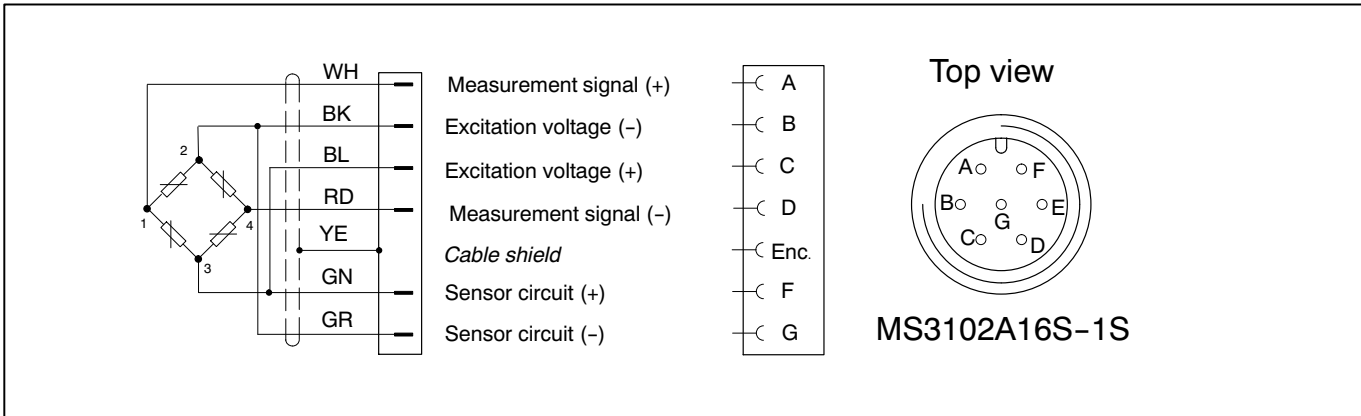 WH Measurement signal (+) A
BK Excitation voltage (−) B
BL Excitation voltage (+) C
RD Measurement signal (−) D
YE Cable shield Enc.
GN Sensor circuit (+) F
GR Sensor circuit (−) G
2
1
4
3
Top view
A F
B G E
C D
MS3102A16S−1S